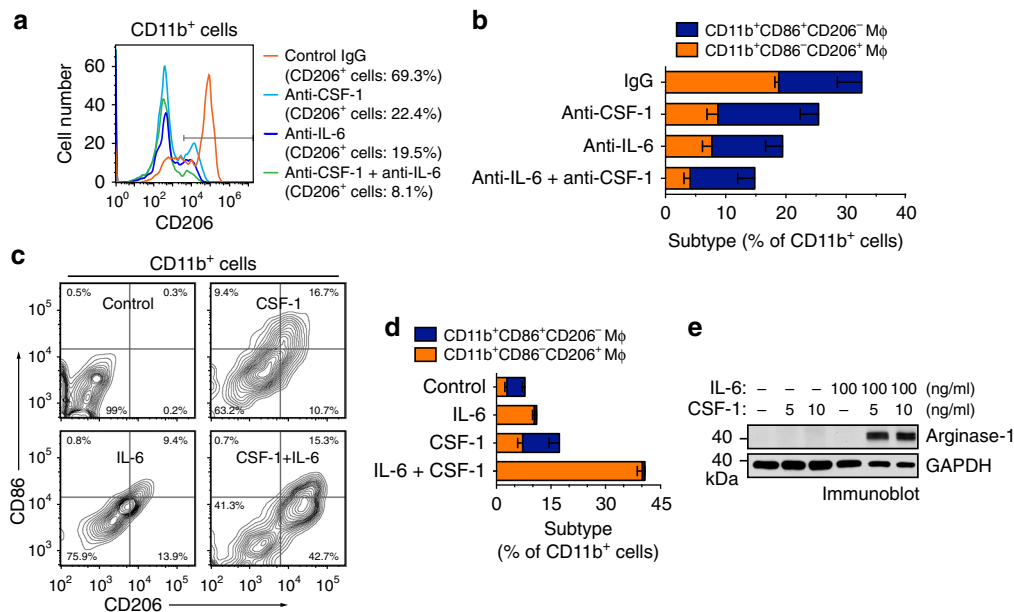 a
CD11b⁺ cells
Cell number
60
40
20
0
10⁰ 10² 10⁴ 10⁶
CD206
Control IgG
(CD206⁺ cells: 69.3%)
Anti-CSF-1
(CD206⁺ cells: 22.4%)
Anti-IL-6
(CD206⁺ cells: 19.5%)
Anti-CSF-1 + anti-IL-6
(CD206⁺ cells: 8.1%)
b
CD11b⁺CD86⁺CD206⁻ Mϕ
CD11b⁺CD86⁻CD206⁺ Mϕ
IgG
Anti-CSF-1
Anti-IL-6
Anti-IL-6 + anti-CSF-1
0 10 20 30 40
Subtype (% of CD11b⁺ cells)
c
CD11b⁺ cells
0.5% 0.3%
Control
99% 0.2%
9.4% 16.7%
CSF-1
63.2% 10.7%
0.8% 9.4%
IL-6
75.9% 13.9%
0.7% 15.3%
CSF-1+IL-6
41.3%
42.7%
10⁵
10⁴
10³
10⁵
10⁴
10³
CD86
10² 10³ 10⁴ 10⁵
10² 10³ 10⁴ 10⁵
CD206
d
CD11b⁺CD86⁺CD206⁻ Mϕ
CD11b⁺CD86⁻CD206⁺ Mϕ
Control
IL-6
CSF-1
IL-6 + CSF-1
0 15 30 45
Subtype
(% of CD11b⁺ cells)
e
IL-6: – – – 100 100 100 (ng/ml)
CSF-1: – 5 10 – 5 10 (ng/ml)
40 Arginase-1
40 GAPDH
kDa
Immunoblot